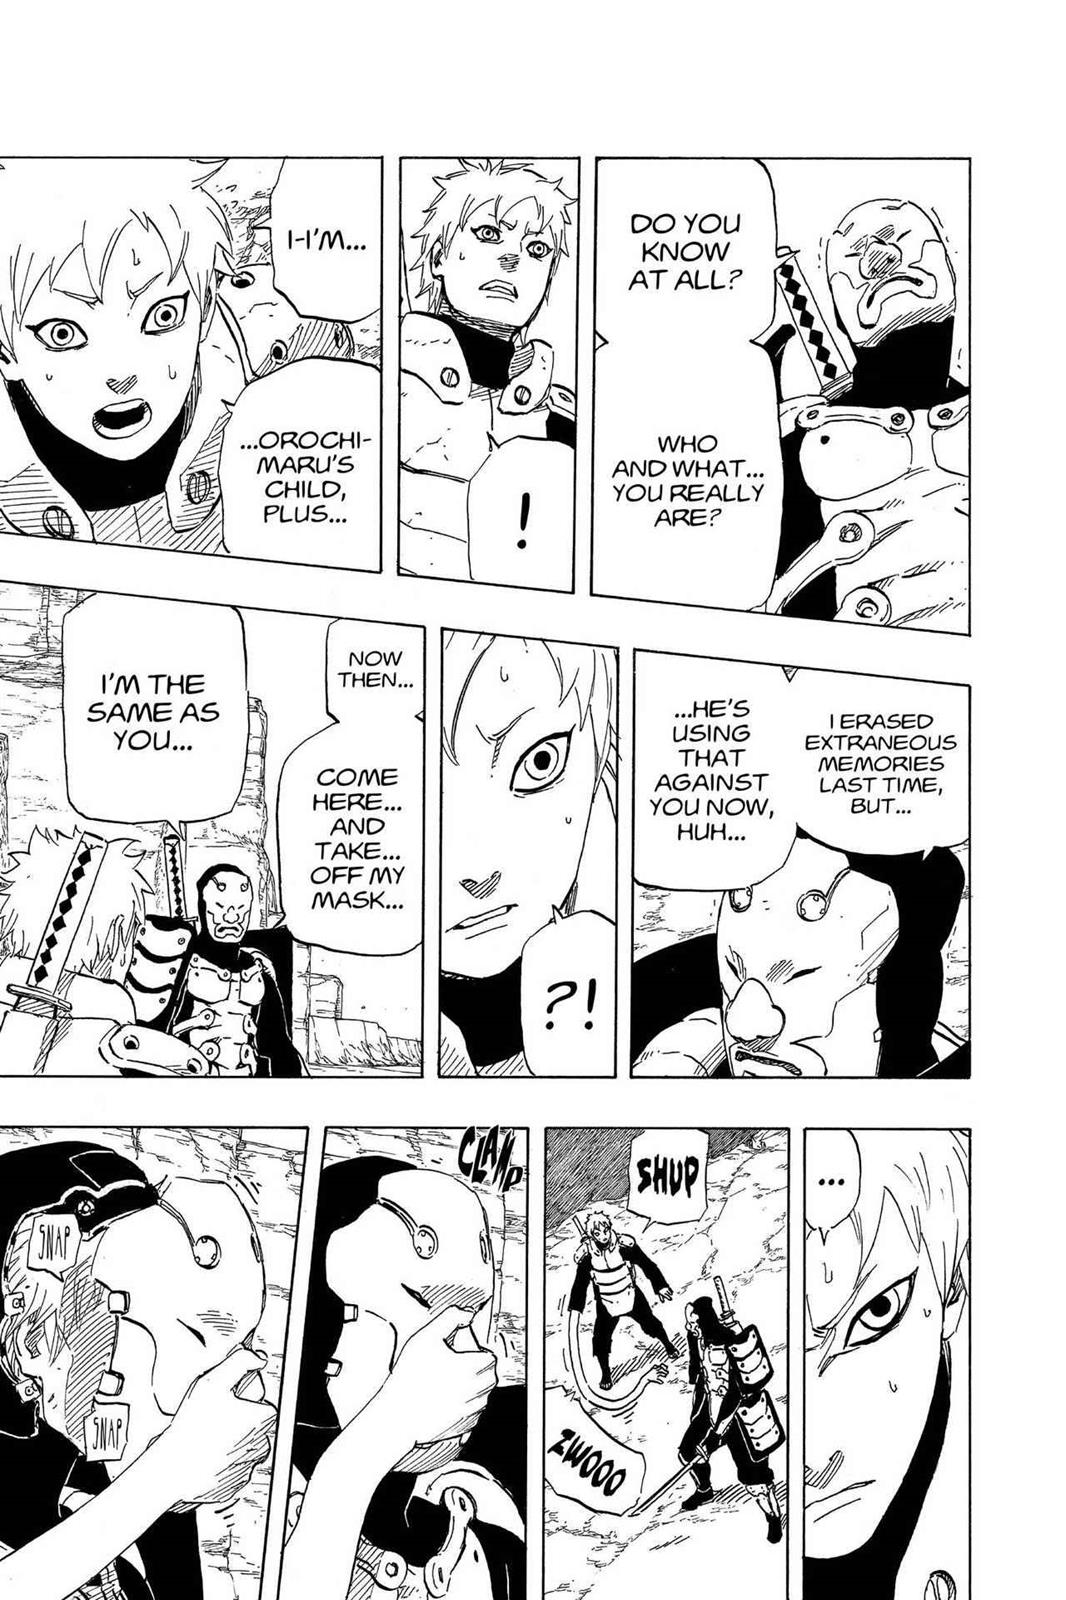 DO YOU
KNOW
AT ALL?
WHO
AND WHAT...
YOU REALLY
ARE?
!
I-I'M...
...OROCHI-
MARU'S
CHILD,
PLUS...
I ERASED
EXTRANEOUS
MEMORIES
LAST TIME,
BUT...
...HE'S
USING
THAT
AGAINST
YOU NOW,
HUH...
?!
NOW
THEN...
COME
HERE...
AND
TAKE...
OFF MY
MASK...
I'M THE
SAME AS
YOU...
...
SHUP
ZWOOO
CLAMP
SNAP
SNAP